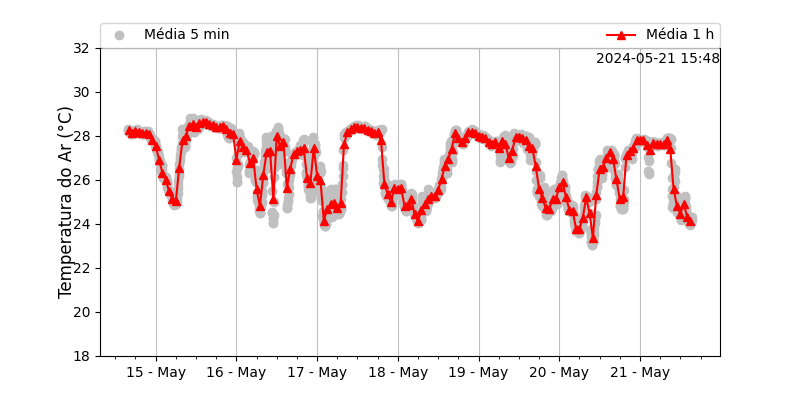 Média 5 min
Média 1 h
2024-05-21 15:48
Temperatura do Ar (°C)
32
30
28
26
24
22
20
18
15 - May
16 - May
17 - May
18 - May
19 - May
20 - May
21 - May